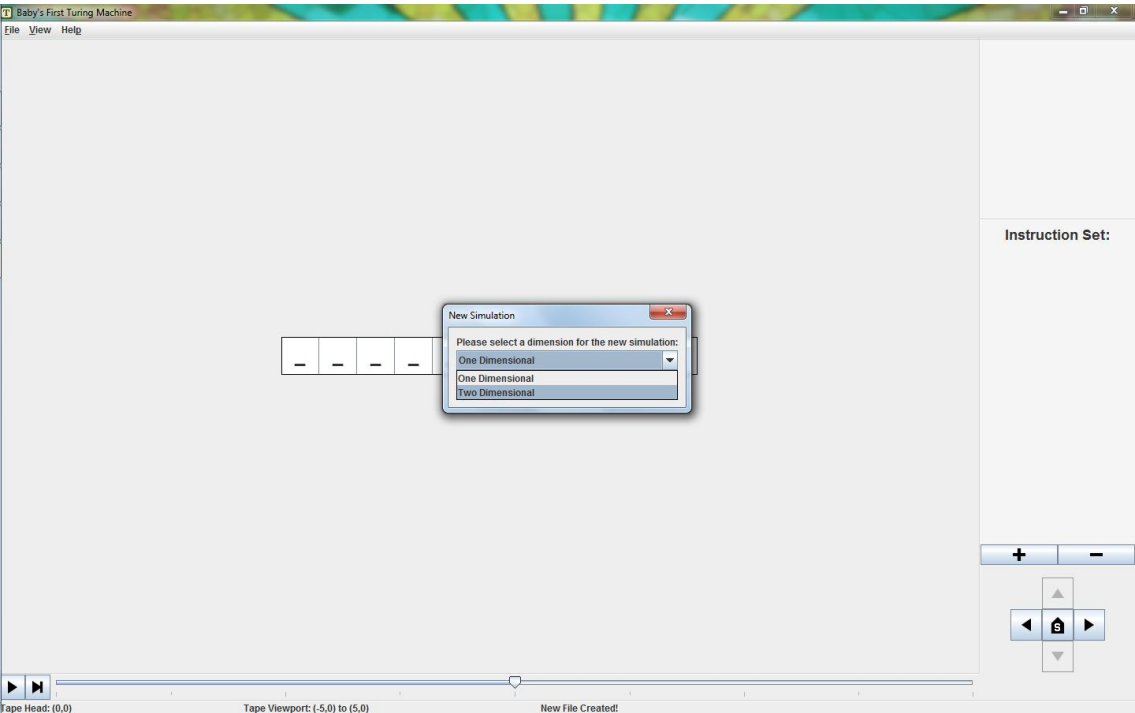 Baby's First Turing Machine
File View Help
Instruction Set:
New Simulation
Please select a dimension for the new simulation:
One Dimensional
One Dimensional
Two Dimensional
_ _ _ _
+ −
S
Tape Head: (0,0) Tape Viewport: (-5,0) to (5,0) New File Created!